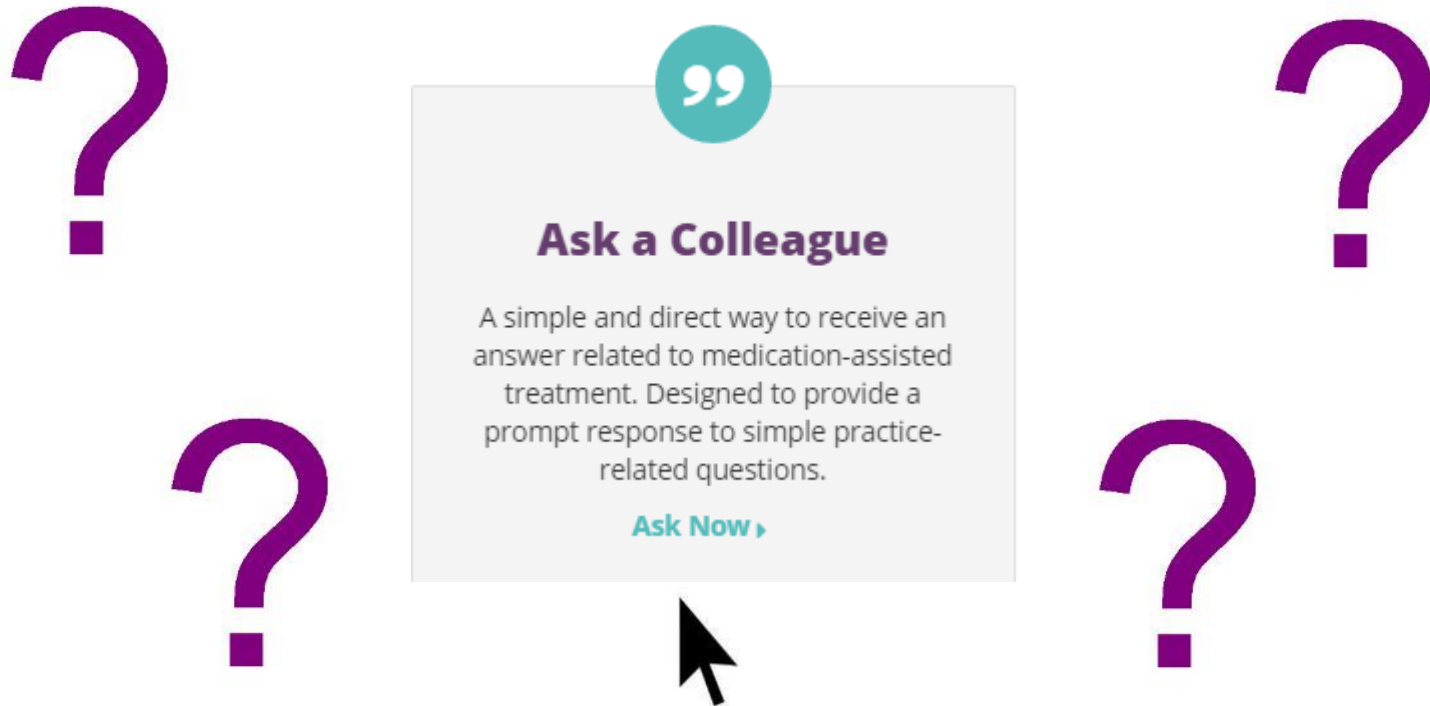 ? ?
”
Ask a Colleague
A simple and direct way to receive an
answer related to medication-assisted
treatment. Designed to provide a
prompt response to simple practice-
related questions.
? ?
Ask Now